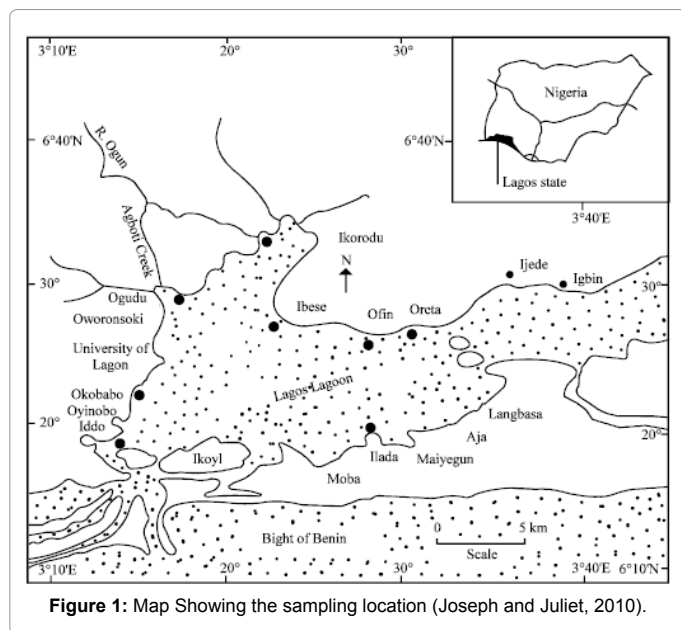 3°10'E
20°
30°
Nigeria
6°40'N
6°40'N
R. Ogun
Lagos state
3°40'E
Agboti Creek
Ikorodu
N
Ijede
Igbin
30°
30°
Ogudu
Ibese
Ofin
Oreta
Oworonsoki
University of
Lagon
Lagos Lagoon
Okobabo
Oyinobo
Iddo
20°
20°
Langbasa
Aja
Ikoyl
Ilada
Maiyegun
Moba
0 5 km
Bight of Benin
Scale
3°10'E
20°
30°
3°40'E
6°10'N
Figure 1: Map Showing the sampling location (Joseph and Juliet, 2010).